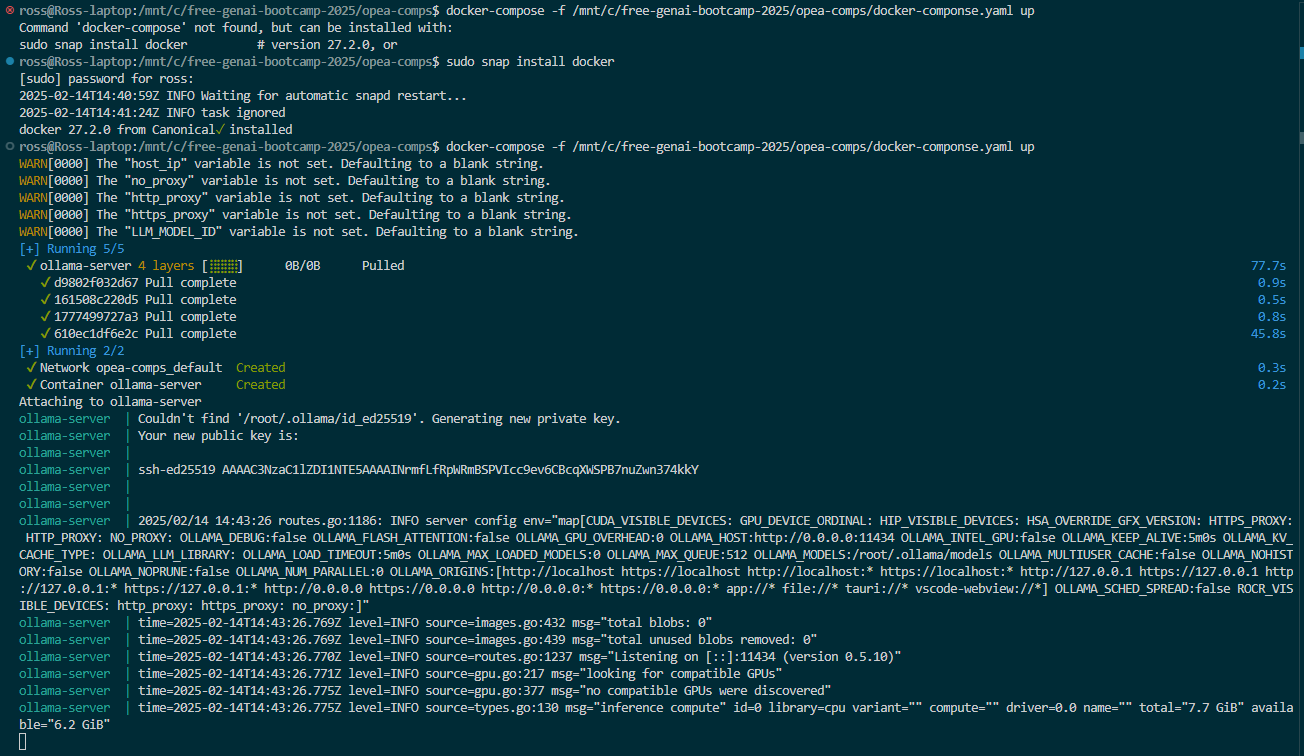 ross@Ross-laptop:/mnt/c/free-genai-bootcamp-2025/opea-comps$ docker-compose -f /mnt/c/free-genai-bootcamp-2025/opea-comps/docker-componse.yaml up
Command 'docker-compose' not found, but can be installed with:
sudo snap install docker          # version 27.2.0, or
ross@Ross-laptop:/mnt/c/free-genai-bootcamp-2025/opea-comps$ sudo snap install docker
[sudo] password for ross:
2025-02-14T14:40:59Z INFO Waiting for automatic snapd restart...
2025-02-14T14:41:24Z INFO task ignored
docker 27.2.0 from Canonical✓ installed
ross@Ross-laptop:/mnt/c/free-genai-bootcamp-2025/opea-comps$ docker-compose -f /mnt/c/free-genai-bootcamp-2025/opea-comps/docker-componse.yaml up
WARN[0000] The "host_ip" variable is not set. Defaulting to a blank string.
WARN[0000] The "no_proxy" variable is not set. Defaulting to a blank string.
WARN[0000] The "http_proxy" variable is not set. Defaulting to a blank string.
WARN[0000] The "https_proxy" variable is not set. Defaulting to a blank string.
WARN[0000] The "LLM_MODEL_ID" variable is not set. Defaulting to a blank string.
[+] Running 5/5
✓ ollama-server 4 layers [⣿⣿⣿⣿]      0B/0B      Pulled 77.7s
✓ d9802f032d67 Pull complete 0.9s
✓ 161508c220d5 Pull complete 0.5s
✓ 1777499727a3 Pull complete 0.8s
✓ 610ec1df6e2c Pull complete 45.8s
[+] Running 2/2
✓ Network opea-comps_default  Created 0.3s
✓ Container ollama-server     Created 0.2s
Attaching to ollama-server
ollama-server  | Couldn't find '/root/.ollama/id_ed25519'. Generating new private key.
ollama-server  | Your new public key is:
ollama-server  |
ollama-server  | ssh-ed25519 AAAAC3NzaC1lZDI1NTE5AAAAINrmfLfRpWRmBSPVIcc9ev6CBcqXWSPB7nuZwn374kkY
ollama-server  |
ollama-server  |
ollama-server  | 2025/02/14 14:43:26 routes.go:1186: INFO server config env="map[CUDA_VISIBLE_DEVICES: GPU_DEVICE_ORDINAL: HIP_VISIBLE_DEVICES: HSA_OVERRIDE_GFX_VERSION: HTTPS_PROXY:
HTTP_PROXY: NO_PROXY: OLLAMA_DEBUG:false OLLAMA_FLASH_ATTENTION:false OLLAMA_GPU_OVERHEAD:0 OLLAMA_HOST:http://0.0.0.0:11434 OLLAMA_INTEL_GPU:false OLLAMA_KEEP_ALIVE:5m0s OLLAMA_KV_
CACHE_TYPE: OLLAMA_LLM_LIBRARY: OLLAMA_LOAD_TIMEOUT:5m0s OLLAMA_MAX_LOADED_MODELS:0 OLLAMA_MAX_QUEUE:512 OLLAMA_MODELS:/root/.ollama/models OLLAMA_MULTIUSER_CACHE:false OLLAMA_NOHIST
ORY:false OLLAMA_NOPRUNE:false OLLAMA_NUM_PARALLEL:0 OLLAMA_ORIGINS:[http://localhost https://localhost http://localhost:* https://localhost:* http://127.0.0.1 https://127.0.0.1 http
://127.0.0.1:* https://127.0.0.1:* http://0.0.0.0 https://0.0.0.0 http://0.0.0.0:* https://0.0.0.0:* app://* file://* tauri://* vscode-webview://*] OLLAMA_SCHED_SPREAD:false ROCR_VIS
IBLE_DEVICES: http_proxy: https_proxy: no_proxy:]"
ollama-server  | time=2025-02-14T14:43:26.769Z level=INFO source=images.go:432 msg="total blobs: 0"
ollama-server  | time=2025-02-14T14:43:26.769Z level=INFO source=images.go:439 msg="total unused blobs removed: 0"
ollama-server  | time=2025-02-14T14:43:26.770Z level=INFO source=routes.go:1237 msg="Listening on [::]:11434 (version 0.5.10)"
ollama-server  | time=2025-02-14T14:43:26.771Z level=INFO source=gpu.go:217 msg="looking for compatible GPUs"
ollama-server  | time=2025-02-14T14:43:26.775Z level=INFO source=gpu.go:377 msg="no compatible GPUs were discovered"
ollama-server  | time=2025-02-14T14:43:26.775Z level=INFO source=types.go:130 msg="inference compute" id=0 library=cpu variant="" compute="" driver=0.0 name="" total="7.7 GiB" availa
ble="6.2 GiB"